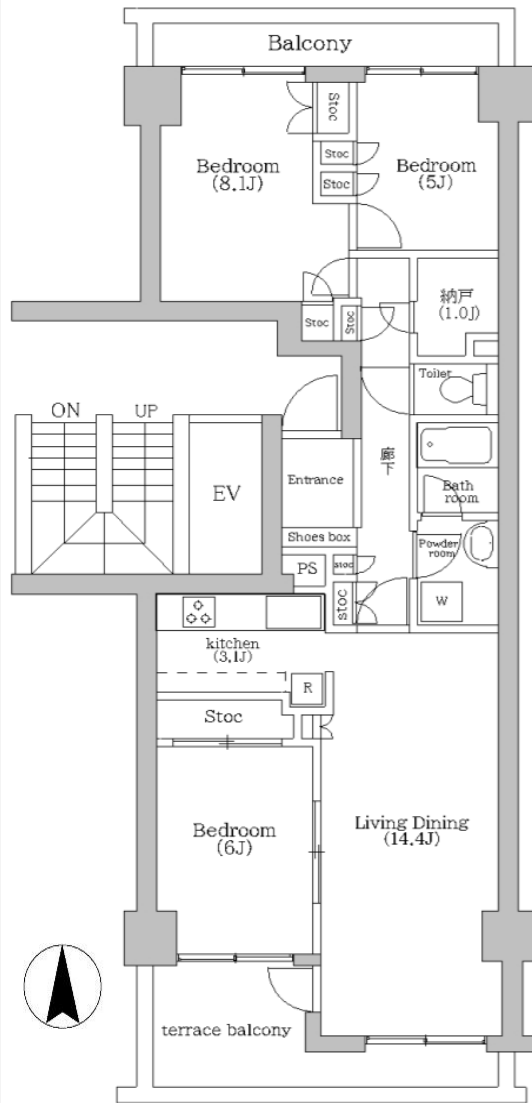 Balcony
Stoc
Bedroom
(8.1J)
Stoc
Stoc
Bedroom
(5J)
納戸
(1.0J)
Stoc
Stoc
Toilet
ON
UP
EV
Entrance
廊下
Bath
room
Shoes box
PS
stoc
Powder
room
stoc
W
kitchen
(3.1J)
R
Stoc
Bedroom
(6J)
Living Dining
(14.4J)
terrace balcony